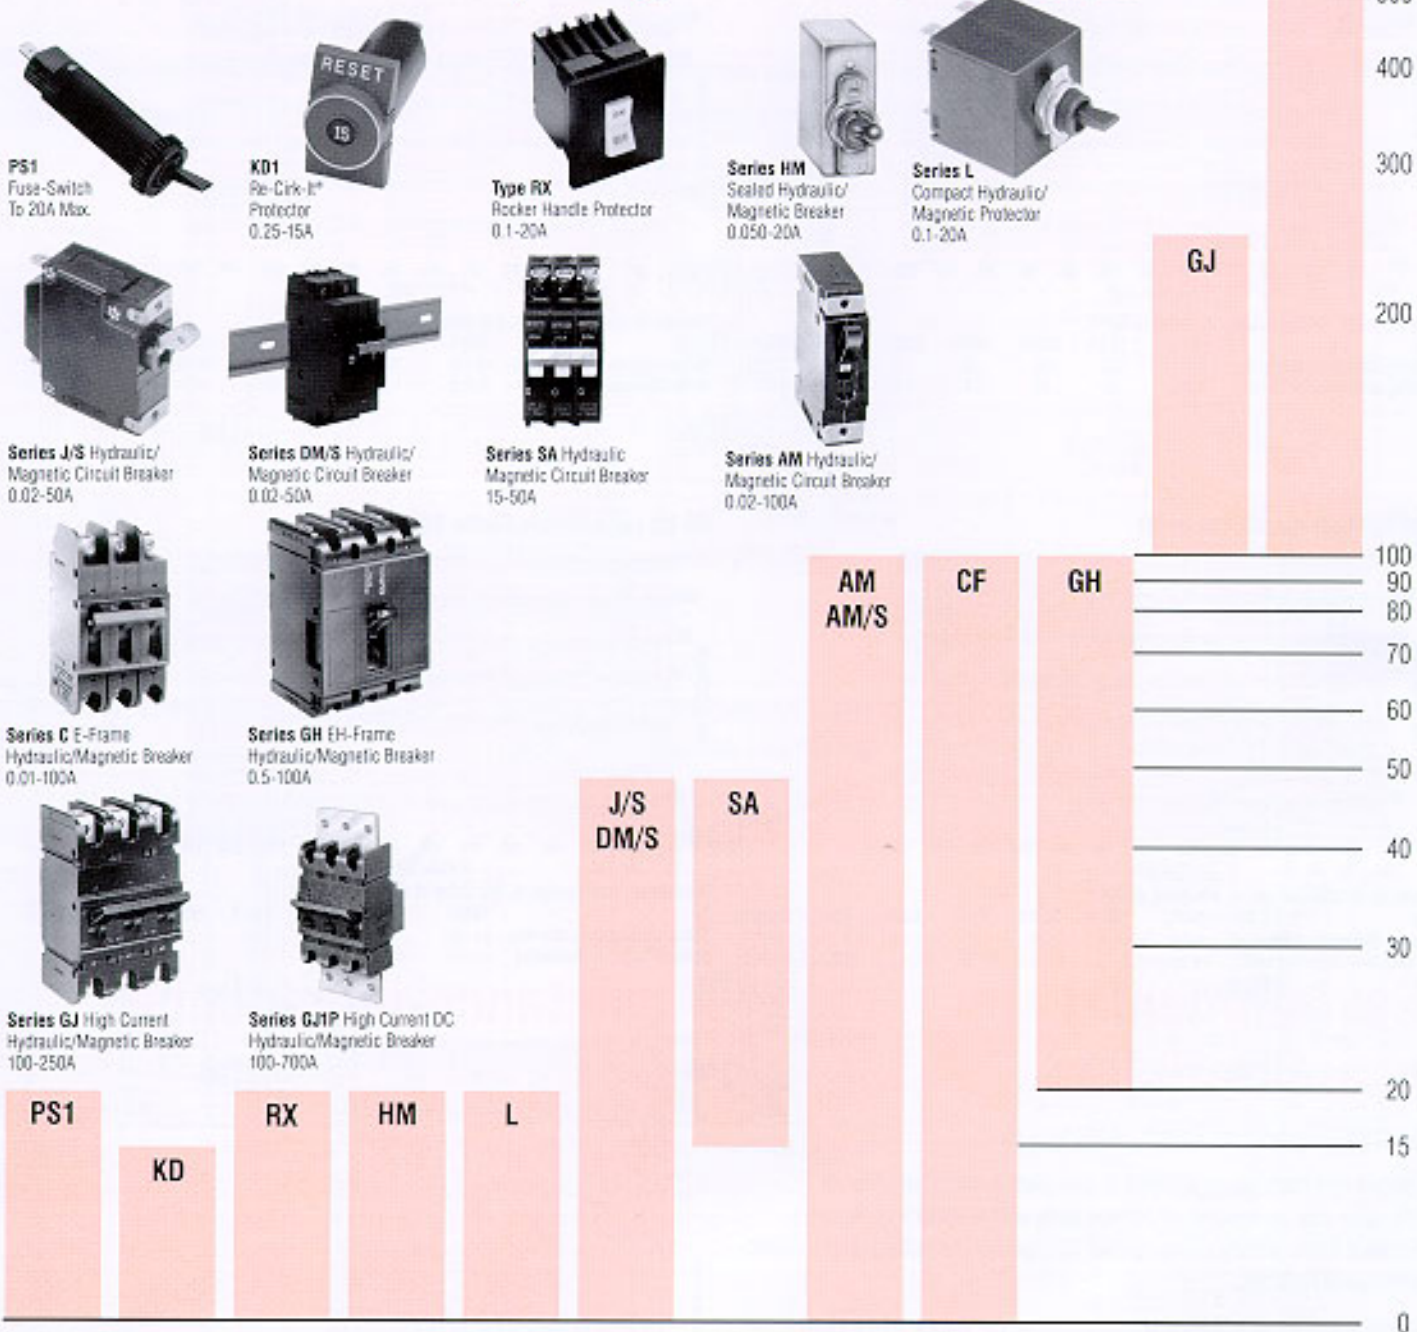 500
400
300
200
100
90
80
70
60
50
40
30
20
15
0
RESET
15
PS1
Fuse-Switch
To 20A Max.
KD1
Re-Cirk-It®
Protector
0.25-15A
Type RX
Rocker Handle Protector
0.1-20A
Series HM
Sealed Hydraulic/
Magnetic Breaker
0.050-20A
Series L
Compact Hydraulic/
Magnetic Protector
0.1-20A
Series J/S Hydraulic/
Magnetic Circuit Breaker
0.02-50A
Series DM/S Hydraulic/
Magnetic Circuit Breaker
0.02-50A
Series SA Hydraulic
Magnetic Circuit Breaker
15-50A
Series AM Hydraulic/
Magnetic Circuit Breaker
0.02-100A
Series C E-Frame
Hydraulic/Magnetic Breaker
0.01-100A
Series GH EH-Frame
Hydraulic/Magnetic Breaker
0.5-100A
Series GJ High Current
Hydraulic/Magnetic Breaker
100-250A
Series GJ1P High Current DC
Hydraulic/Magnetic Breaker
100-700A
PS1
KD
RX
HM
L
J/S
DM/S
SA
AM
AM/S
CF
GH
GJ